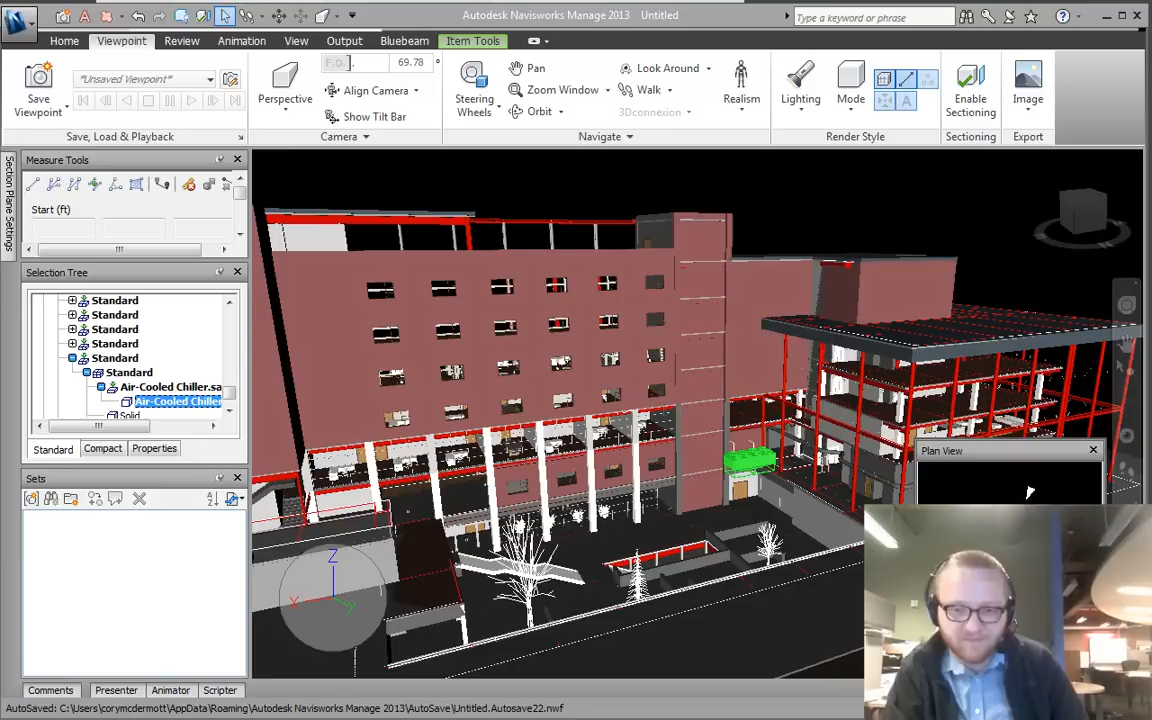 Autodesk Navisworks Manage 2013 Untitled
Type a keyword or phrase
Home Viewpoint Review Animation View Output Bluebeam Item Tools
Save Viewpoint
*Unsaved Viewpoint*
Save, Load & Playback
Perspective
F.O.
69.78
Align Camera
Show Tilt Bar
Camera
Steering Wheels
Pan
Zoom Window
Orbit
Look Around
Walk
3Dconnexion
Navigate
Realism
Lighting
Mode
Render Style
Enable Sectioning
Sectioning
Image
Export
Section Plane Settings
Measure Tools
Start (ft)
Selection Tree
Standard
Standard
Standard
Standard
Standard
Standard
Air-Cooled Chiller.sa
Air-Cooled Chiller
Solid
Standard Compact Properties
Sets
Z
X
Y
Plan View
Comments Presenter Animator Scripter
AutoSaved: C:\Users\corymcdermott\AppData\Roaming\Autodesk Navisworks Manage 2013\AutoSave\Untitled.Autosave22.nwf